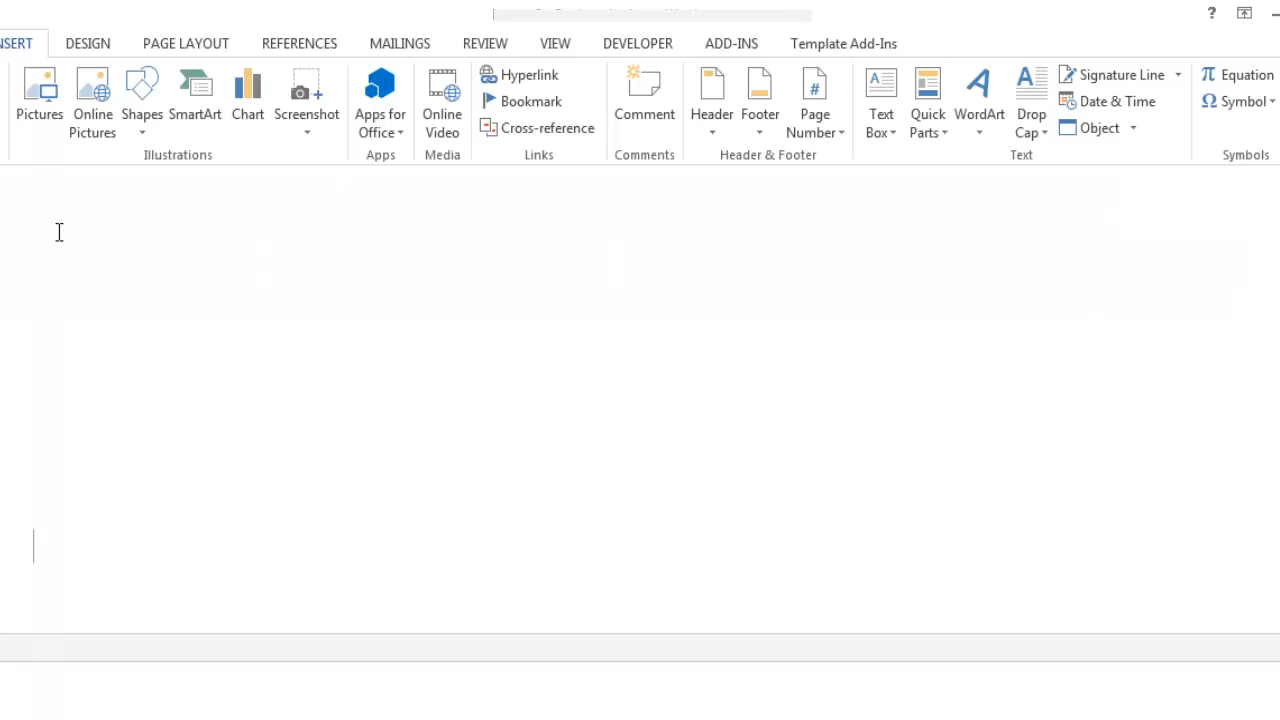 ?
NSERT DESIGN PAGE LAYOUT REFERENCES MAILINGS REVIEW VIEW DEVELOPER ADD-INS Template Add-Ins
Pictures
Online
Pictures
Shapes
SmartArt
Chart
Screenshot
Illustrations
Apps for
Office
Apps
Online
Video
Media
Hyperlink
Bookmark
Cross-reference
Links
Comment
Comments
Header
Footer
Page
Number
#
Header & Footer
A
Text
Box
Quick
Parts
A
WordArt
A
Drop
Cap
Signature Line
Date & Time
Object
Text
π Equation
Ω Symbol
Symbols